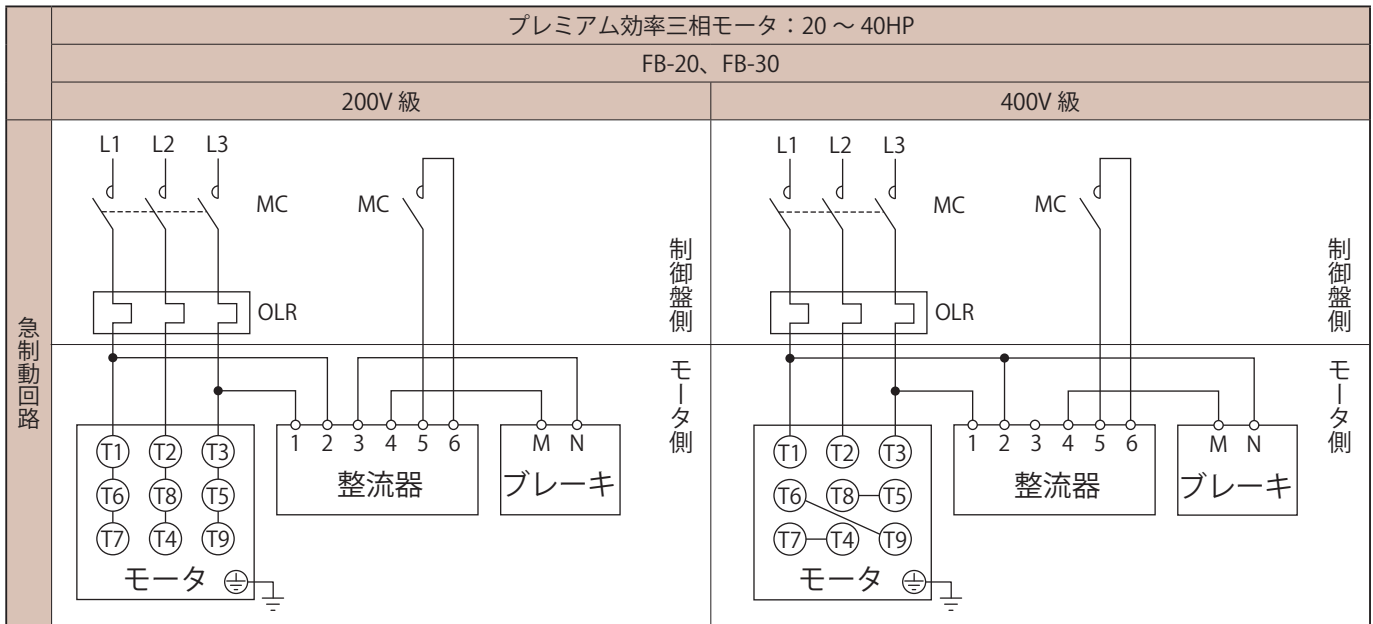 プレミアム効率三相モータ：20 ～ 40HP
FB-20、FB-30
200V 級
400V 級
急制動回路
L1 L2 L3
MC
MC
OLR
制御盤側
モータ側
1 2 3 4 5 6
整流器
M N
ブレーキ
T1 T2 T3
T6 T8 T5
T7 T4 T9
モータ
L1 L2 L3
MC
MC
OLR
制御盤側
モータ側
1 2 3 4 5 6
整流器
M N
ブレーキ
T1 T2 T3
T6 T8 T5
T7 T4 T9
モータ